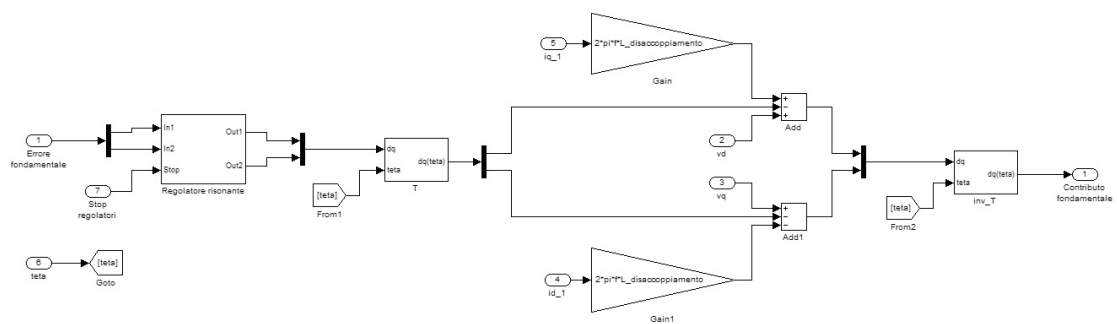 5
iq_1
2*pi*f*L_disaccoppiamento
Gain
1
Errore
fondamentale
In1
In2
Stop
Out1
Out2
Regolatore risonante
7
Stop
regolatori
dq
teta
dq(teta)
T
[teta]
From1
2
vd
+
−
+
Add
3
vq
+
−
−
Add1
dq
teta
dq(teta)
inv_T
[teta]
From2
1
Contributo
fondamentale
6
teta
[teta]
Goto
4
id_1
2*pi*f*L_disaccoppiamento
Gain1